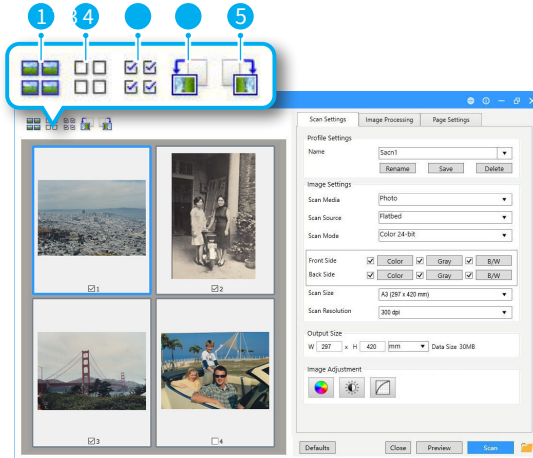 1 3 4 5
Scan Settings Image Processing Page Settings
Profile Settings
Name Sacn1
Rename Save Delete
Image Settings
Scan Media Photo
Scan Source Flatbed
Scan Mode Color 24-bit
Front Side Color Gray B/W
Back Side Color Gray B/W
Scan Size A3 (297 x 420 mm)
Scan Resolution 300 dpi
Output Size
W 297 x H 420 mm Data Size 30MB
Image Adjustment
1 2
3 4
Defaults Close Preview Scan